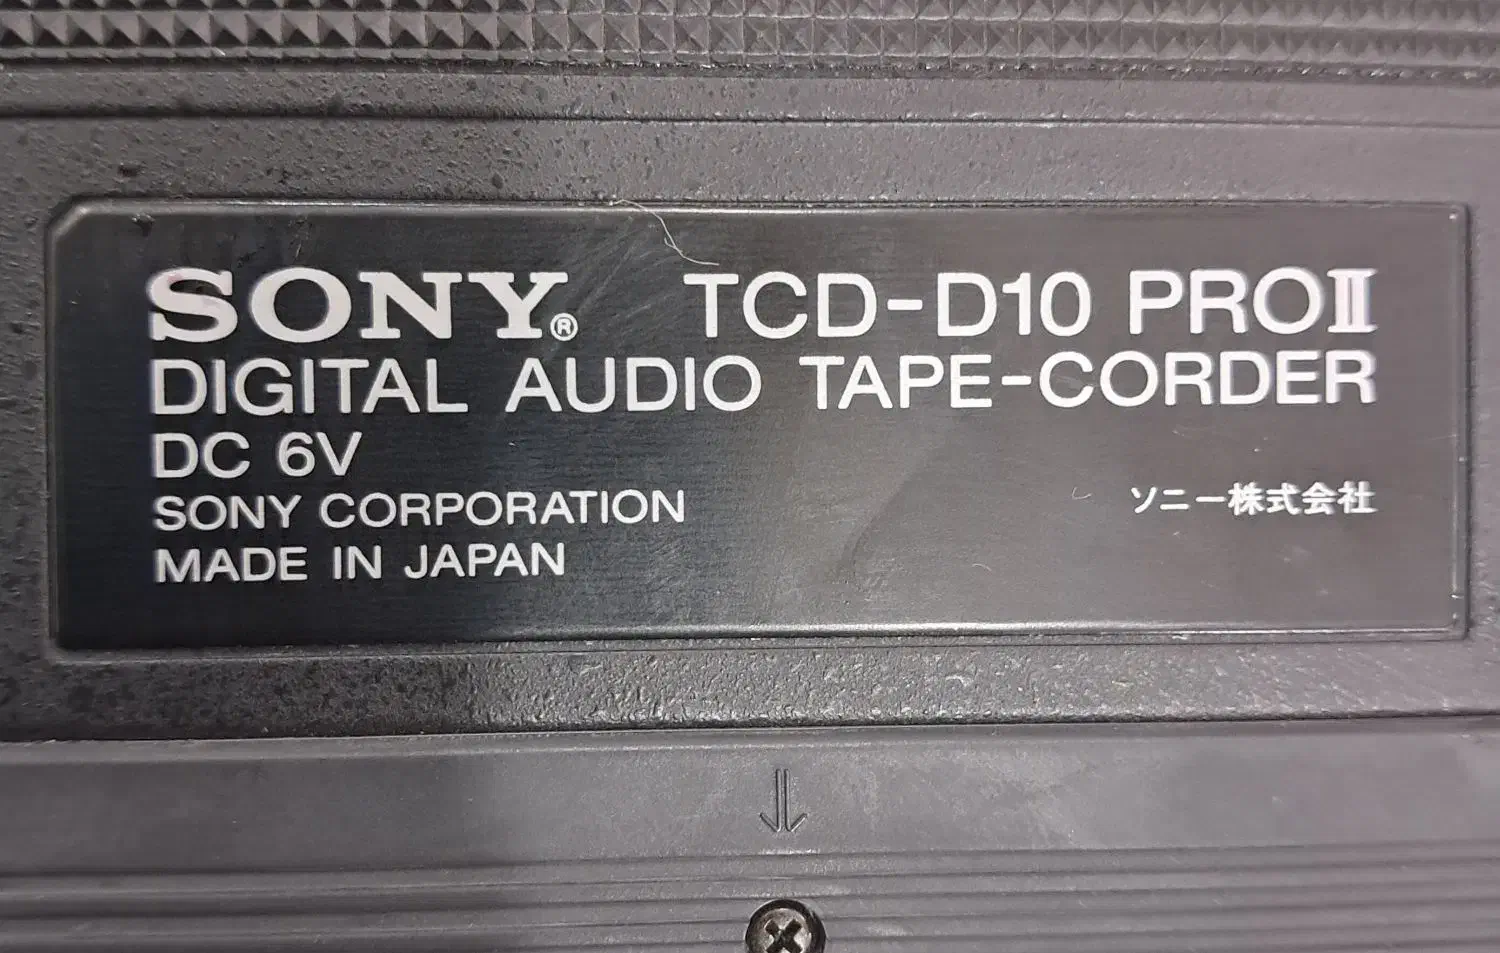 SONY® TCD-D10 PROⅡ
DIGITAL AUDIO TAPE-CORDER
DC 6V
SONY CORPORATION ソニー株式会社
MADE IN JAPAN